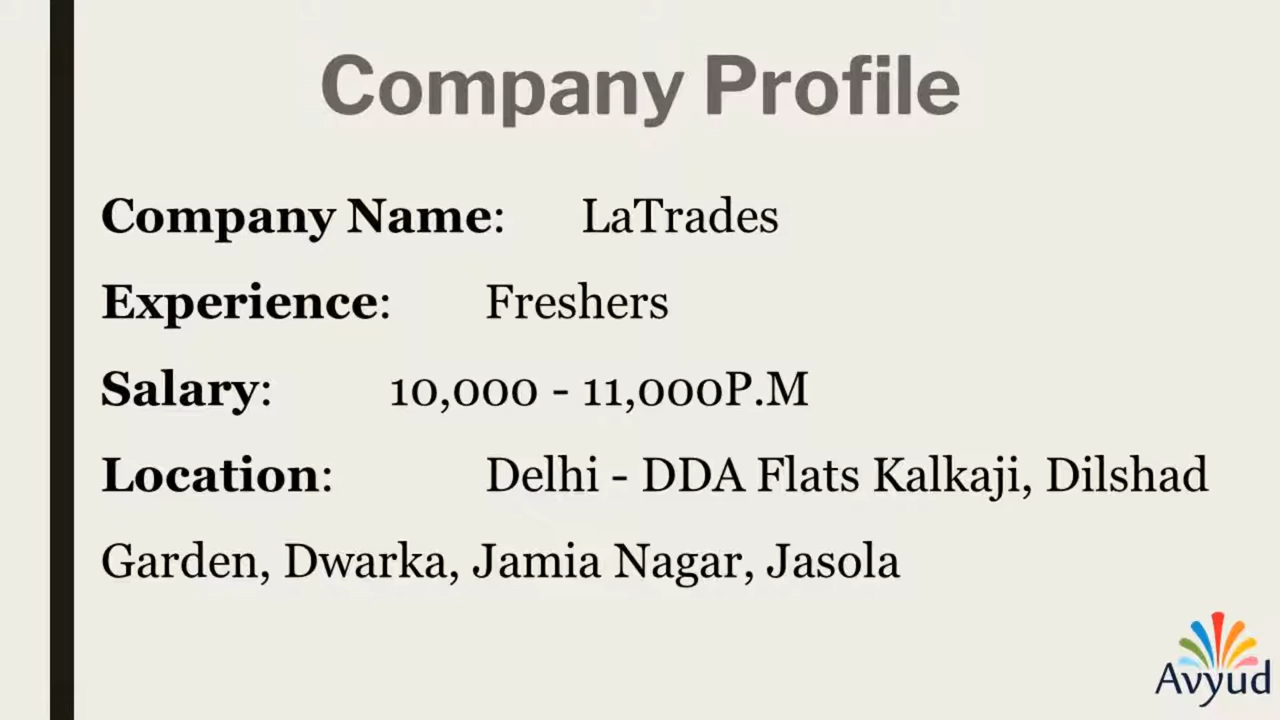 Company Profile
Company Name: LaTrades
Experience: Freshers
Salary: 10,000 - 11,000P.M
Location: Delhi - DDA Flats Kalkaji, Dilshad
Garden, Dwarka, Jamia Nagar, Jasola
Avyud